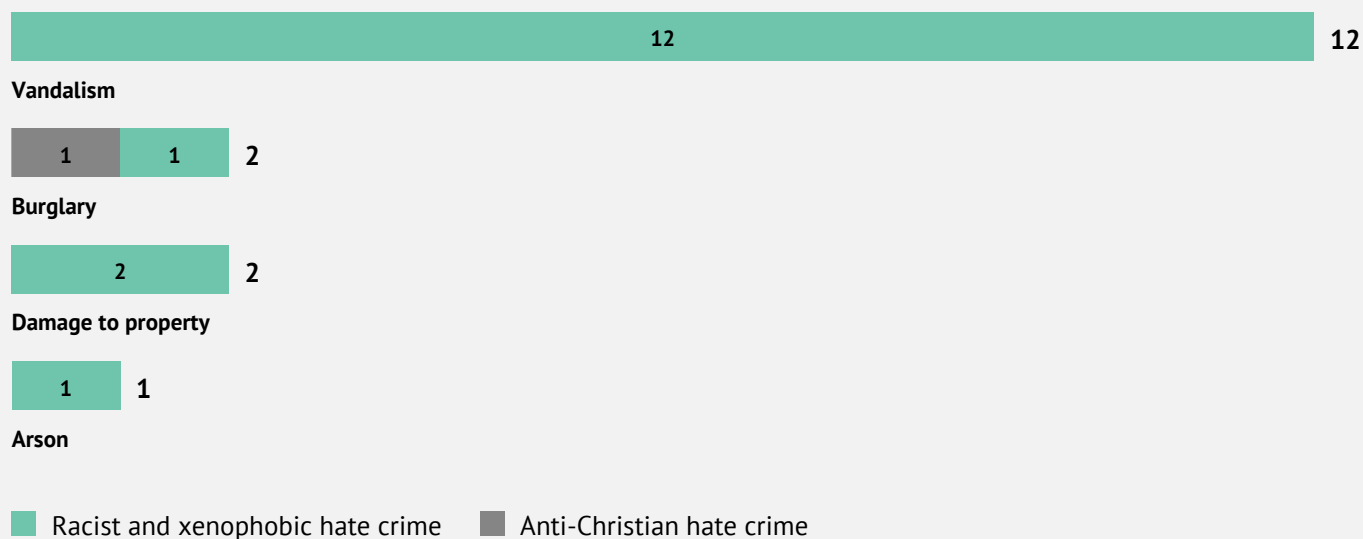 12 12
Vandalism
1 1 2
Burglary
2 2
Damage to property
1 1
Arson
Racist and xenophobic hate crime Anti-Christian hate crime